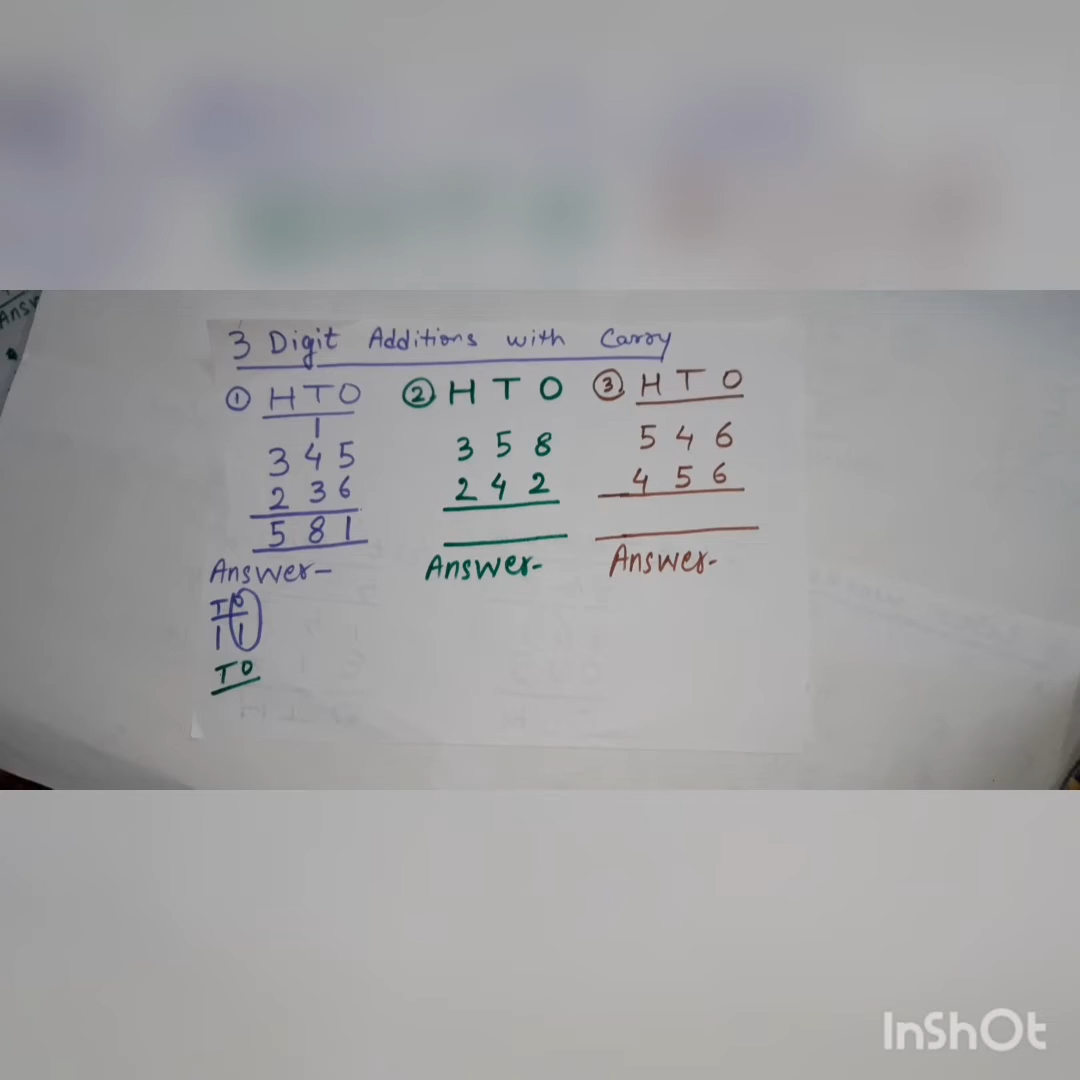 Answ
3 Digit Additions with Carry
① H T O ② H T O ③ H T O
1
3 4 5 3 5 8 5 4 6
2 3 6 2 4 2 4 5 6
5 8 1
Answer- Answer- Answer-
T O
1 1
T O
InShOt